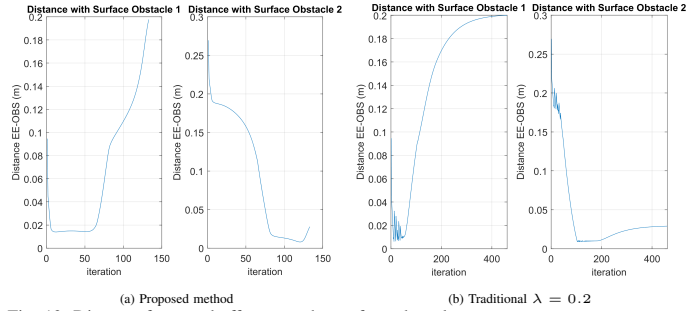 Distance with Surface Obstacle 1
Distance EE-OBS (m)
0.2
0.18
0.16
0.14
0.12
0.1
0.08
0.06
0.04
0.02
0
0 50 100 150
iteration
Distance with Surface Obstacle 2
Distance EE-OBS (m)
0.3
0.25
0.2
0.15
0.1
0.05
0
0 50 100 150
iteration
(a) Proposed method
Distance with Surface Obstacle 1
Distance EE-OBS (m)
0.2
0.18
0.16
0.14
0.12
0.1
0.08
0.06
0.04
0.02
0
0 200 400
iteration
Distance with Surface Obstacle 2
Distance EE-OBS (m)
0.3
0.25
0.2
0.15
0.1
0.05
0
0 200 400
iteration
(b) Traditional λ = 0.2